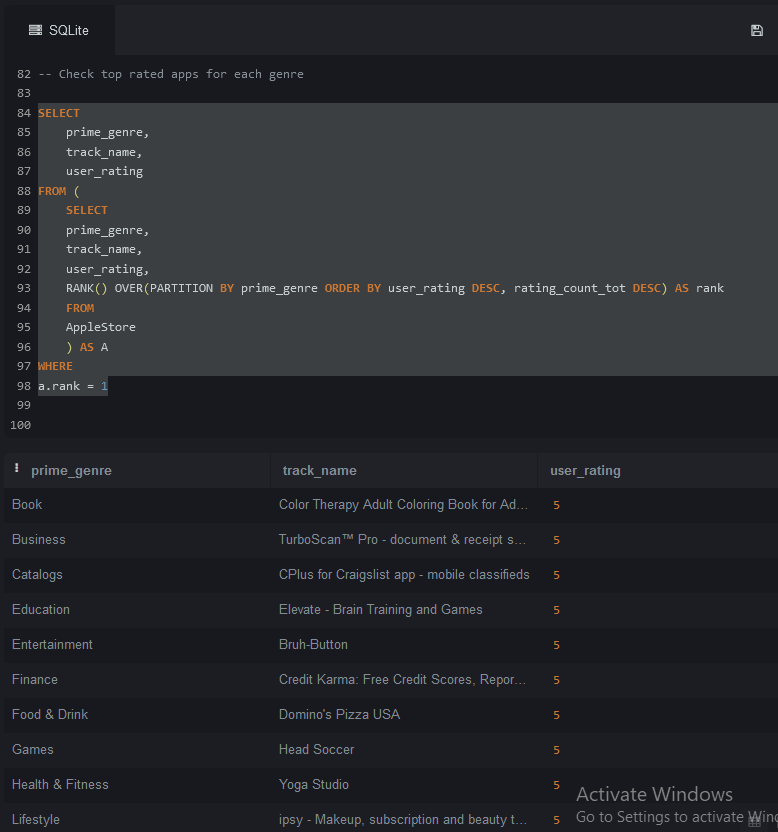 SQLite
82 -- Check top rated apps for each genre
83
84 SELECT
85 prime_genre,
86 track_name,
87 user_rating
88 FROM (
89 SELECT
90 prime_genre,
91 track_name,
92 user_rating,
93 RANK() OVER(PARTITION BY prime_genre ORDER BY user_rating DESC, rating_count_tot DESC) AS rank
94 FROM
95 AppleStore
96 ) AS A
97 WHERE
98 a.rank = 1
99
100
prime_genre track_name user_rating
Book Color Therapy Adult Coloring Book for Ad... 5
Business TurboScan™ Pro - document & receipt s... 5
Catalogs CPlus for Craigslist app - mobile classifieds 5
Education Elevate - Brain Training and Games 5
Entertainment Bruh-Button 5
Finance Credit Karma: Free Credit Scores, Repor... 5
Food & Drink Domino's Pizza USA 5
Games Head Soccer 5
Health & Fitness Yoga Studio 5
Activate Windows
Go to Settings to activate Win
Lifestyle ipsy - Makeup, subscription and beauty t... 5